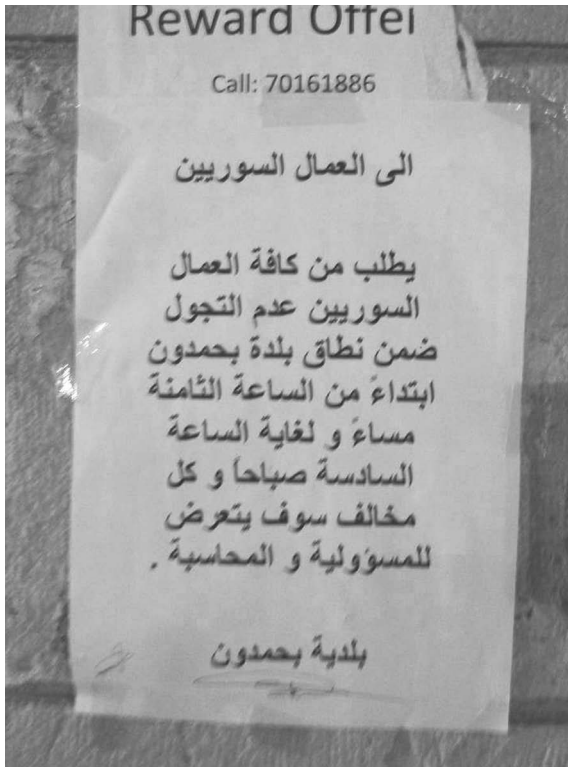 Reward Offer
Call: 70161886
الى العمال السوريين
يطلب من كافة العمال
السوريين عدم التجول
ضمن نطاق بلدة بحمدون
ابتداءً من الساعة الثامنة
مساءً و لغاية الساعة
السادسة صباحاً و كل
مخالف سوف يتعرض
للمسؤولية و المحاسبة .
بلدية بحمدون